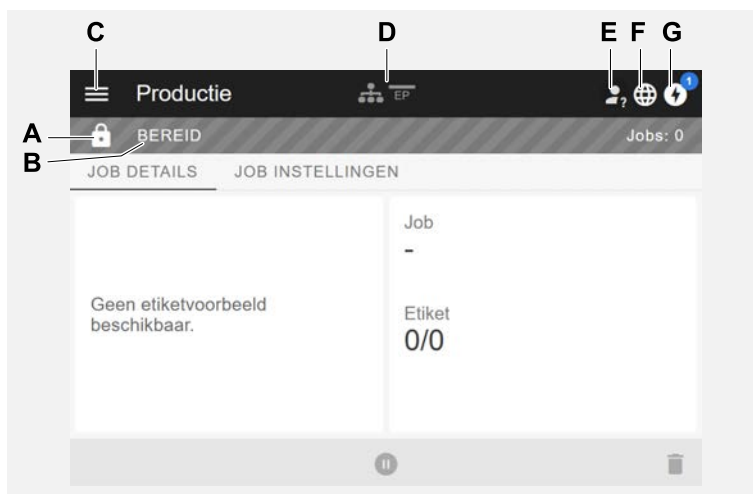 C D E F G
Productie EP ? 1
A BEREID Jobs: 0
B
JOB DETAILS JOB INSTELLINGEN
Job
-
Geen etiketvoorbeeld
beschikbaar.
Etiket
0/0